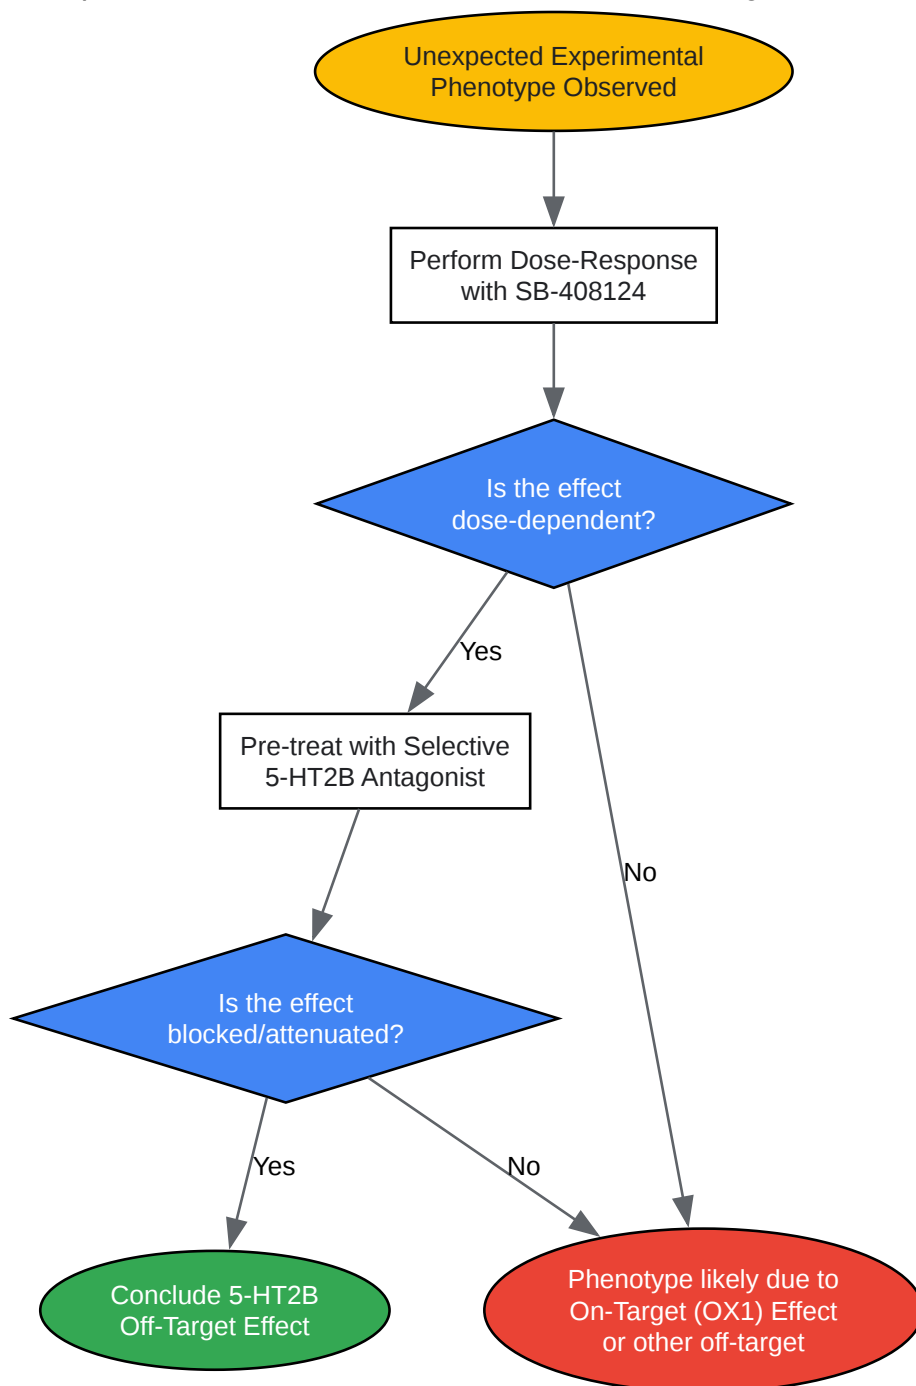 Unexpected Experimental
Phenotype Observed
Perform Dose-Response
with SB-408124
Is the effect
dose-dependent?
Yes
Pre-treat with Selective
5-HT2B Antagonist
No
Is the effect
blocked/attenuated?
Yes
No
Conclude 5-HT2B
Off-Target Effect
Phenotype likely due to
On-Target (OX1) Effect
or other off-target